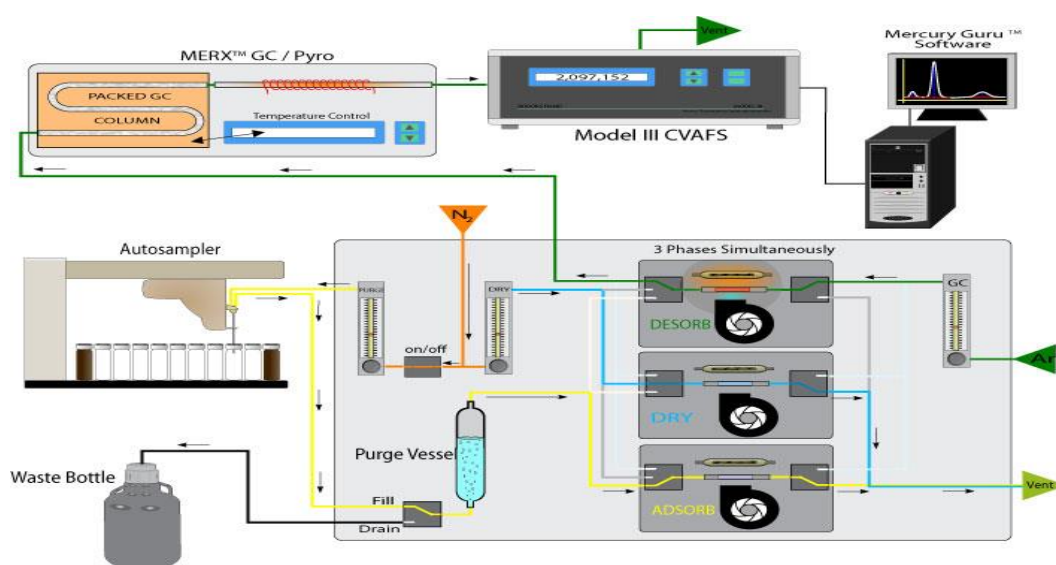 MERX™ GC / Pyro
Vent
Mercury Guru ™
Software
2,097,152
PACKED GC
COLUMN
Temperature Control
Model III CVAFS
N2
Autosampler
3 Phases Simultaneously
PURGE
DRY
GC
DESORB
on/off
Ar
DRY
Purge Vessel
Waste Bottle
Fill
Drain
ADSORB
Vent